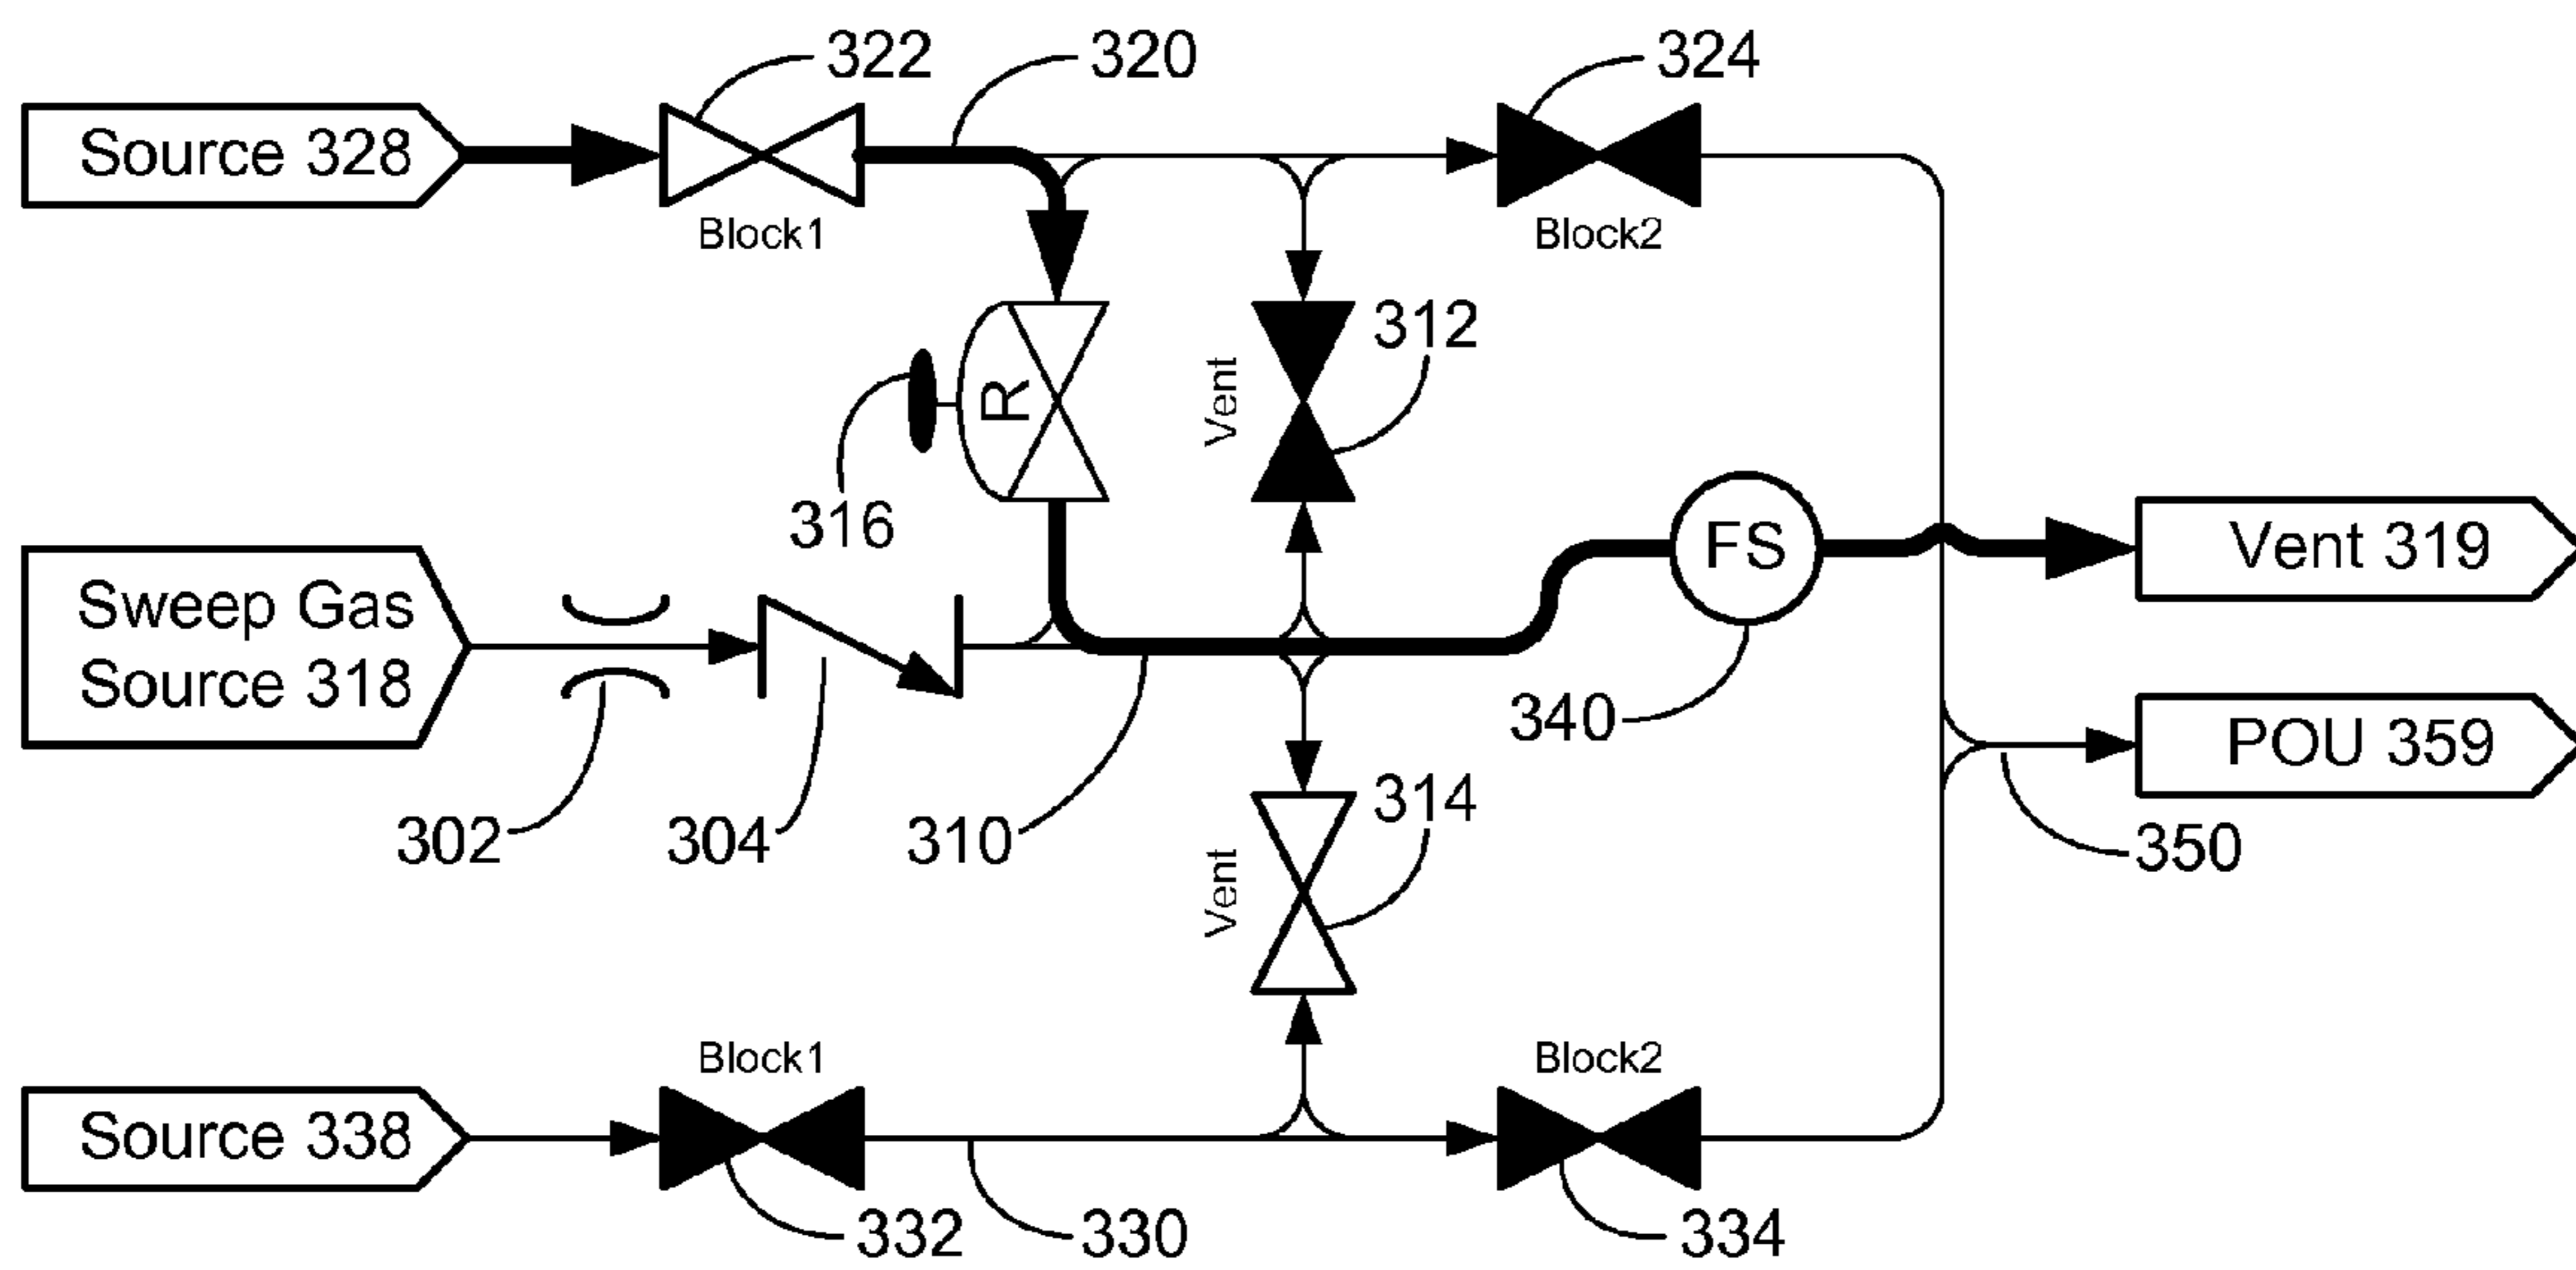 322
320
324
Source 328
Block1
Block2
312
R
Vent
316
FS
Vent 319
Sweep Gas
Source 318
340
POU 359
302
304
310
314
350
Vent
Block1
Block2
Source 338
332
330
334